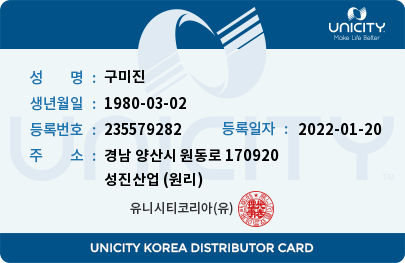 UNICITY
Make Life Better
성 명 : 구미진
생년월일 : 1980-03-02
등록번호 : 235579282 등록일자 : 2022-01-20
주 소 : 경남 양산시 원동로 170920
성진산업 (원리)
UNICITY TM
유니시티코리아(유)
UNICITY KOREA DISTRIBUTOR CARD